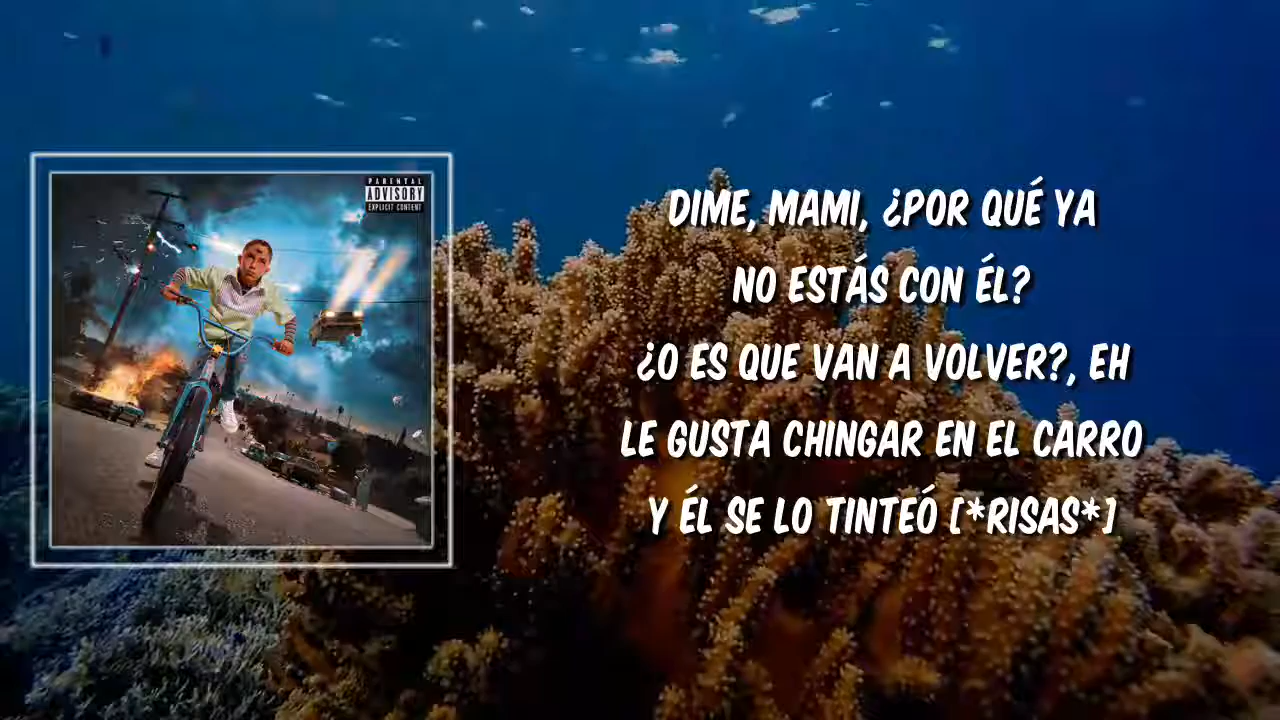 PARENTAL
ADVISORY
EXPLICIT CONTENT
DIME, MAMI, ¿POR QUÉ YA
NO ESTÁS CON ÉL?
¿O ES QUE VAN A VOLVER?, EH
LE GUSTA CHINGAR EN EL CARRO
Y ÉL SE LO TINTEÓ [*RISAS*]